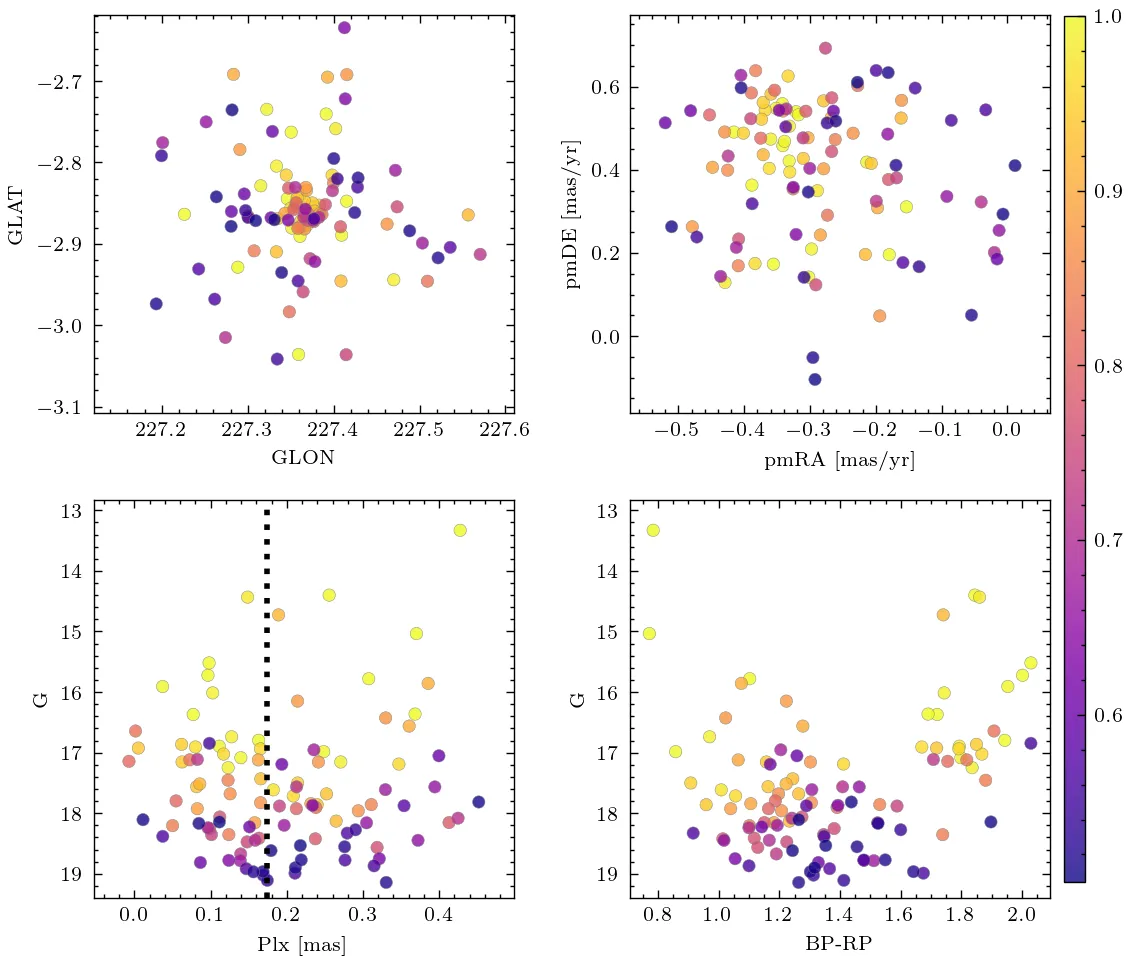 −2.7
−2.8
−2.9
−3.0
−3.1
GLAT
227.2 227.3 227.4 227.5 227.6
GLON
0.6
0.4
0.2
0.0
pmDE [mas/yr]
−0.5 −0.4 −0.3 −0.2 −0.1 0.0
pmRA [mas/yr]
13
14
15
16
17
18
19
G
0.0 0.1 0.2 0.3 0.4
Plx [mas]
13
14
15
16
17
18
19
G
0.8 1.0 1.2 1.4 1.6 1.8 2.0
BP-RP
1.0
0.9
0.8
0.7
0.6